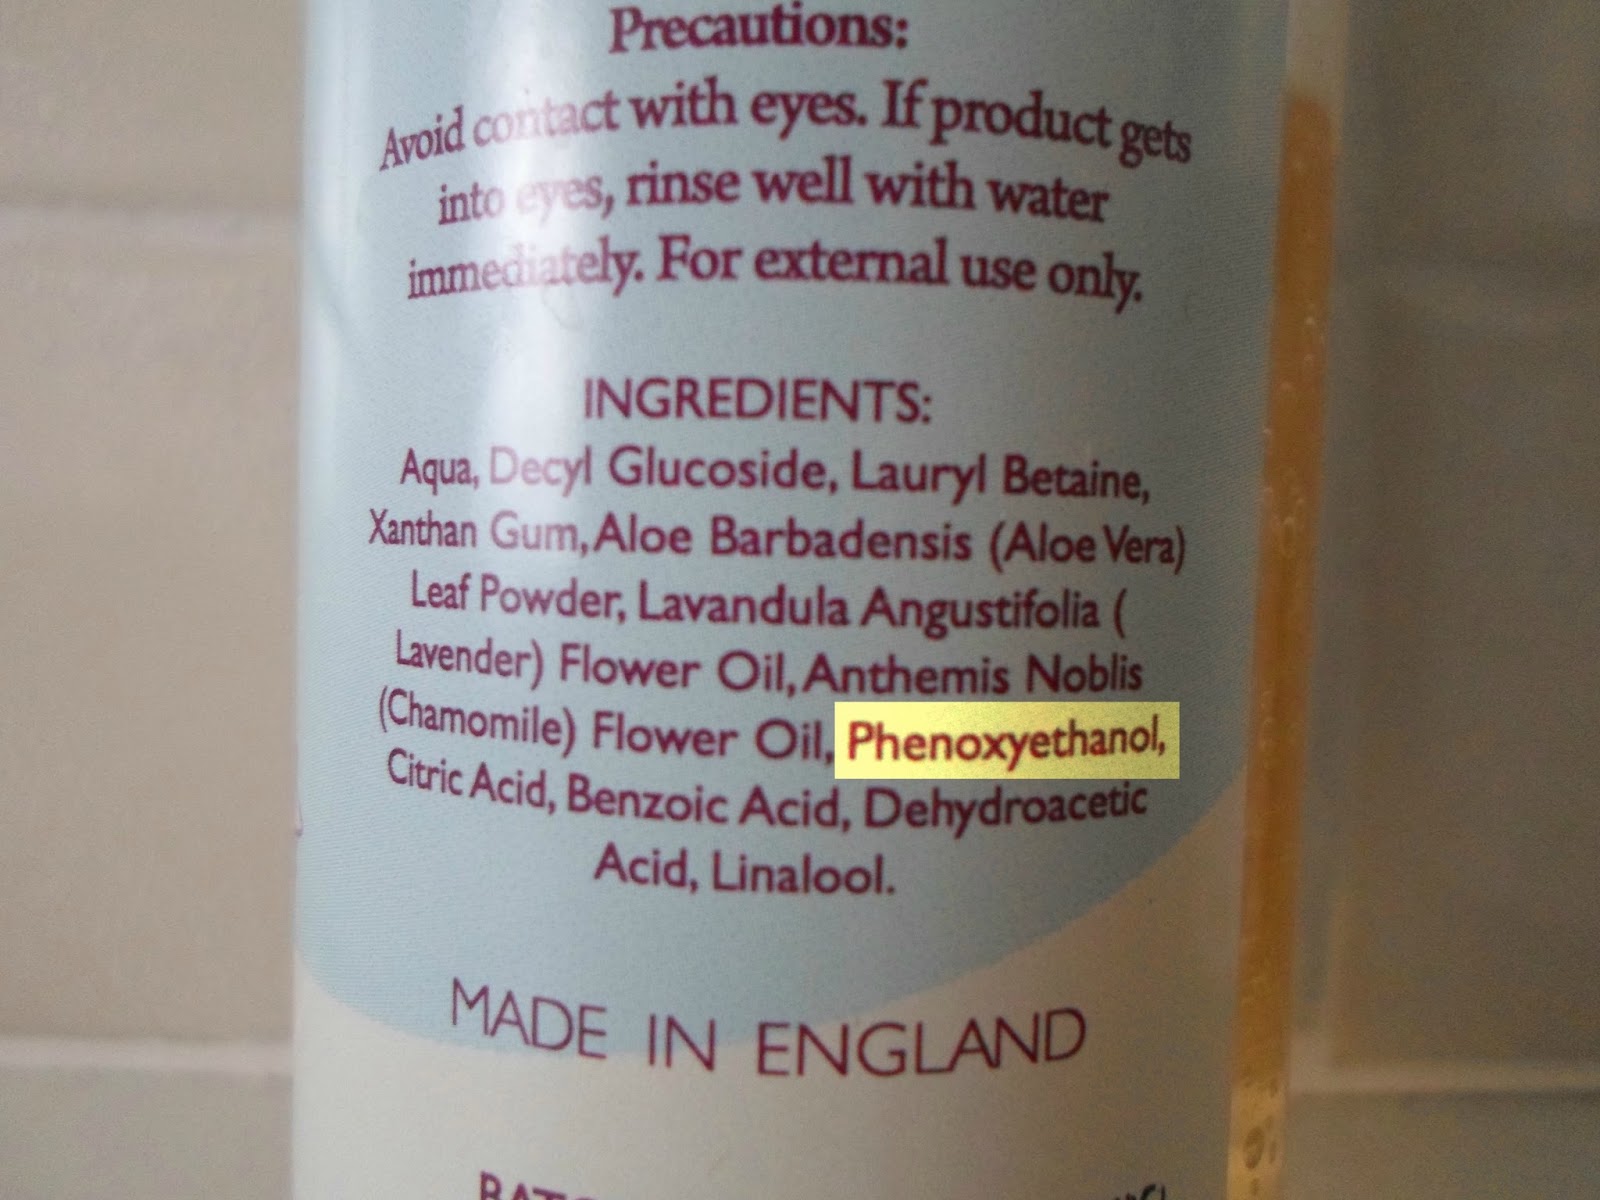 Precautions:
Avoid contact with eyes. If product gets
into eyes, rinse well with water
immediately. For external use only.
INGREDIENTS:
Aqua, Decyl Glucoside, Lauryl Betaine,
Xanthan Gum, Aloe Barbadensis (Aloe Vera)
Leaf Powder, Lavandula Angustifolia (
Lavender) Flower Oil, Anthemis Noblis
(Chamomile) Flower Oil, Phenoxyethanol,
Citric Acid, Benzoic Acid, Dehydroacetic
Acid, Linalool.
MADE IN ENGLAND